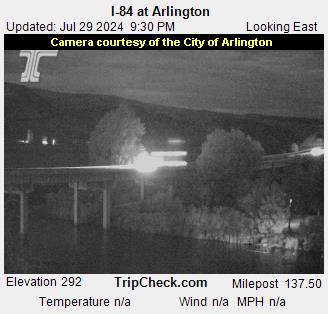 I-84 at Arlington
Updated: Jul 29 2024 9:30 PM Looking East
Camera courtesy of the City of Arlington
Elevation 292 TripCheck.com Milepost 137.50
Temperature n/a Wind n/a MPH n/a